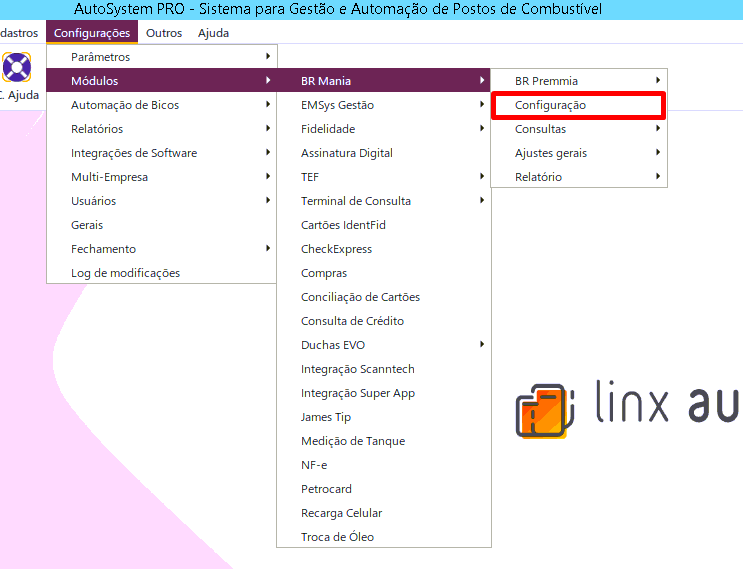 AutoSystem PRO - Sistema para Gestão e Automação de Postos de Combustível
dastros Configurações Outros Ajuda
C. Ajuda
Parâmetros
Módulos
Automação de Bicos
Relatórios
Integrações de Software
Multi-Empresa
Usuários
Gerais
Fechamento
Log de modificações
BR Mania
EMSys Gestão
Fidelidade
Assinatura Digital
TEF
Terminal de Consulta
Cartões IdentFid
CheckExpress
Compras
Conciliação de Cartões
Consulta de Crédito
Duchas EVO
Integração Scanntech
Integração Super App
James Tip
Medição de Tanque
NF-e
Petrocard
Recarga Celular
Troca de Óleo
BR Premmia
Configuração
Consultas
Ajustes gerais
Relatório
linx au